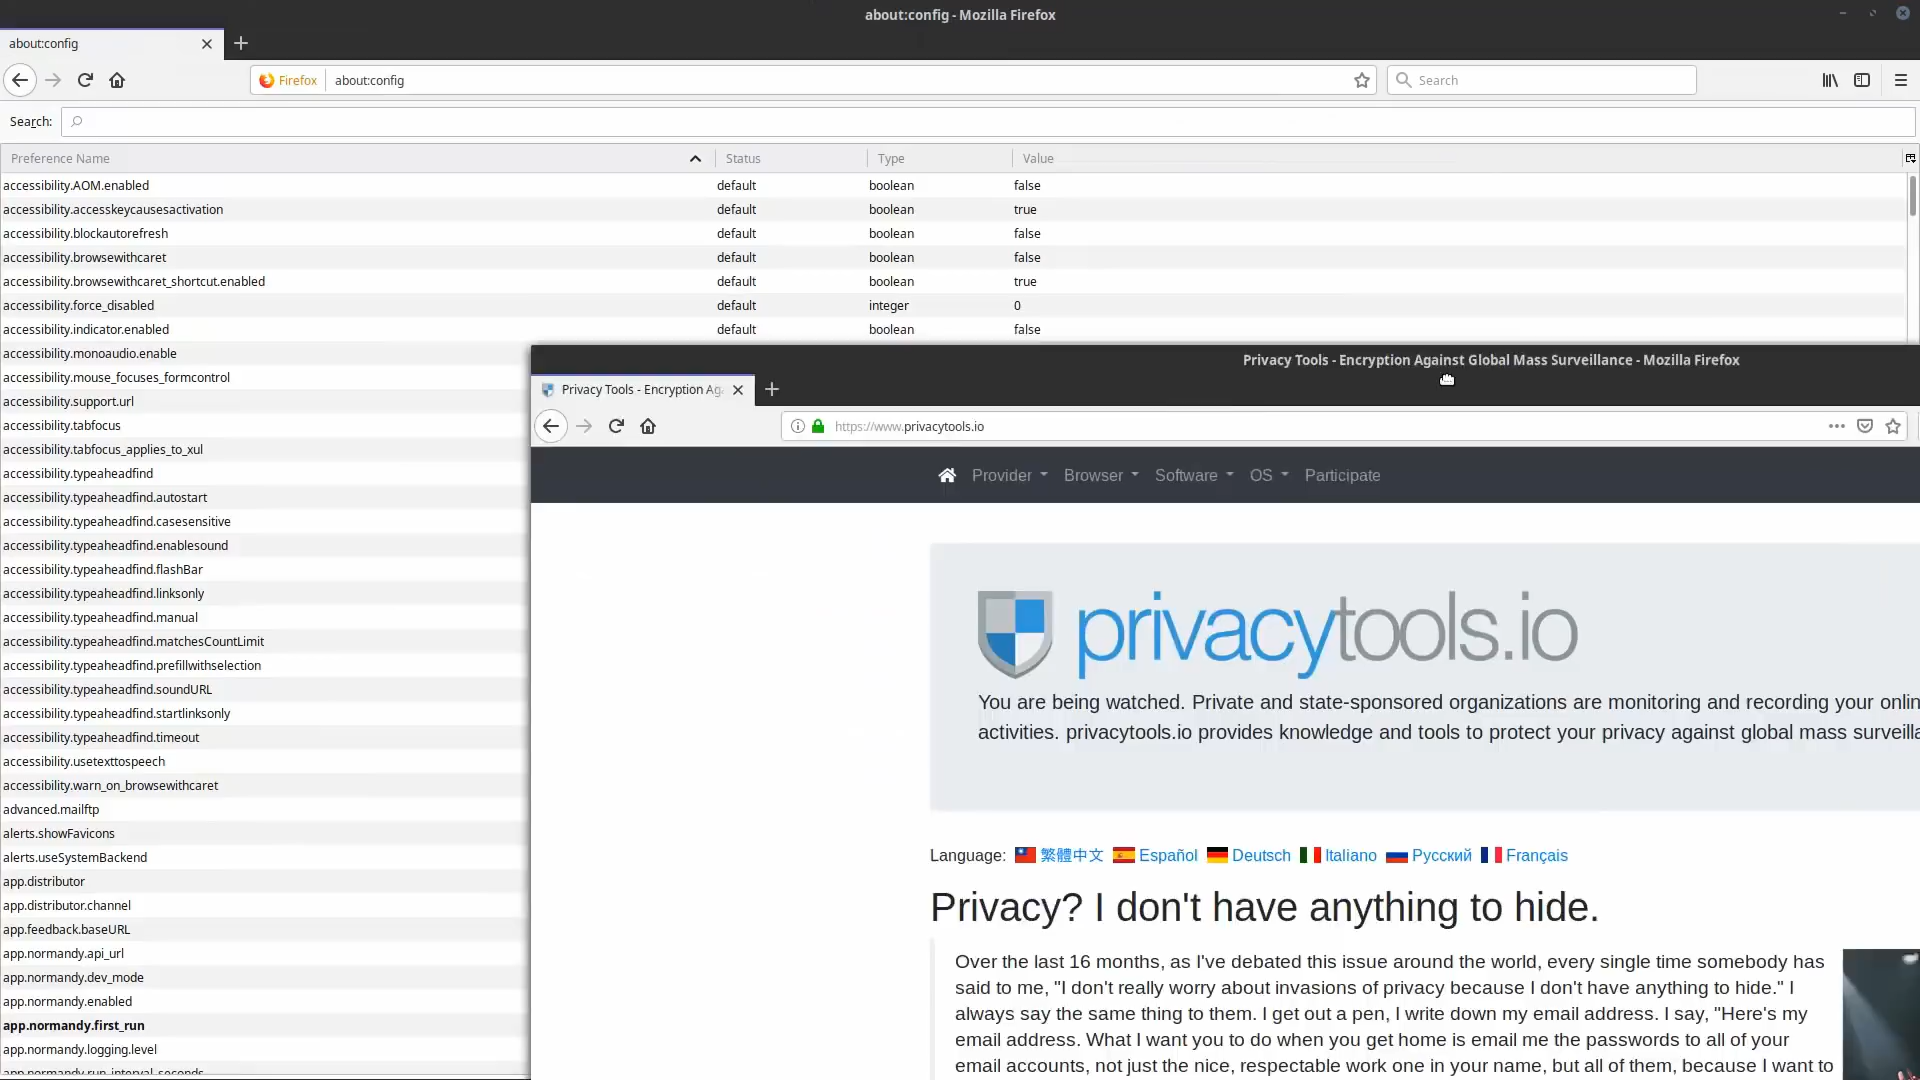 about:config - Mozilla Firefox
about:config
Firefox about:config Search
Search:
Preference Name Status Type Value
accessibility.AOM.enabled default boolean false
accessibility.accesskeycausesactivation default boolean true
accessibility.blockautorefresh default boolean false
accessibility.browsewithcaret default boolean false
accessibility.browsewithcaret_shortcut.enabled default boolean true
accessibility.force_disabled default integer 0
accessibility.indicator.enabled default boolean false
accessibility.monoaudio.enable
accessibility.mouse_focuses_formcontrol
accessibility.support.url
accessibility.tabfocus
accessibility.tabfocus_applies_to_xul
accessibility.typeaheadfind
accessibility.typeaheadfind.autostart
accessibility.typeaheadfind.casesensitive
accessibility.typeaheadfind.enablesound
accessibility.typeaheadfind.flashBar
accessibility.typeaheadfind.linksonly
accessibility.typeaheadfind.manual
accessibility.typeaheadfind.matchesCountLimit
accessibility.typeaheadfind.prefillwithselection
accessibility.typeaheadfind.soundURL
accessibility.typeaheadfind.startlinksonly
accessibility.typeaheadfind.timeout
accessibility.usetexttospeech
accessibility.warn_on_browsewithcaret
advanced.mailftp
alerts.showFavicons
alerts.useSystemBackend
app.distributor
app.distributor.channel
app.feedback.baseURL
app.normandy.api_url
app.normandy.dev_mode
app.normandy.enabled
app.normandy.first_run
app.normandy.logging.level
app.normandy.run_interval_seconds
Privacy Tools - Encryption Against Global Mass Surveillance - Mozilla Firefox
Privacy Tools - Encryption Aga
https://www.privacytools.io
Provider Browser Software OS Participate
privacytools.io
You are being watched. Private and state-sponsored organizations are monitoring and recording your onlin
activities. privacytools.io provides knowledge and tools to protect your privacy against global mass surveilla
Language: 繁體中文 Español Deutsch Italiano Русский Français
Privacy? I don't have anything to hide.
Over the last 16 months, as I've debated this issue around the world, every single time somebody has
said to me, "I don't really worry about invasions of privacy because I don't have anything to hide." I
always say the same thing to them. I get out a pen, I write down my email address. I say, "Here's my
email address. What I want you to do when you get home is email me the passwords to all of your
email accounts, not just the nice, respectable work one in your name, but all of them, because I want to